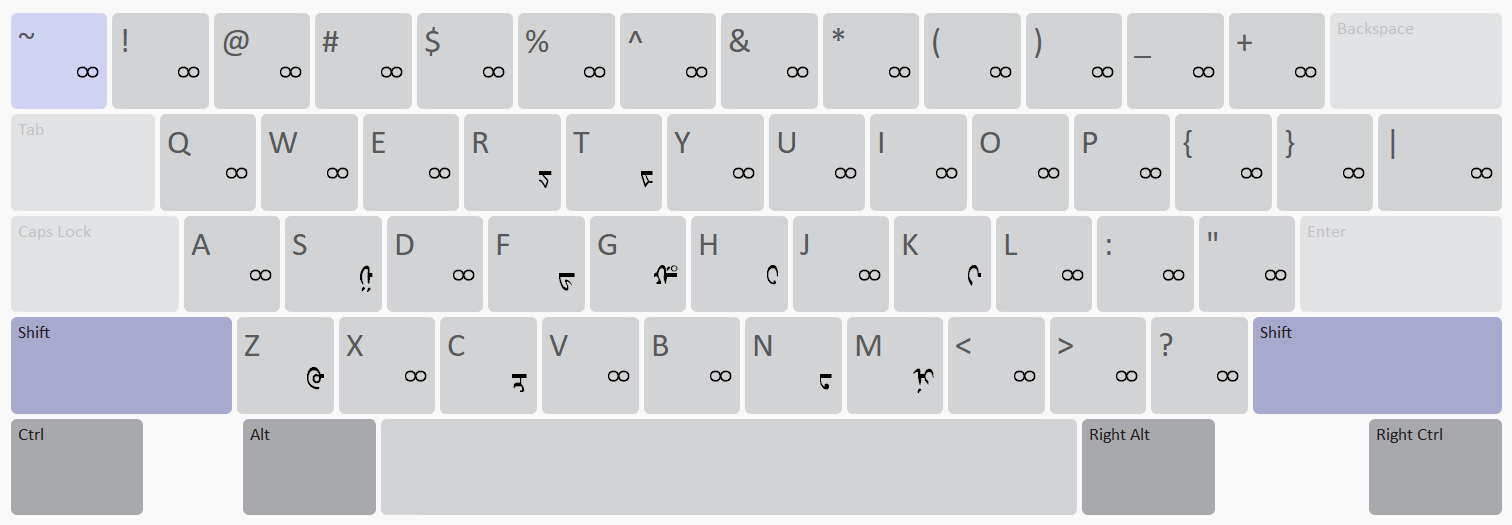 ~ ! @ # $ % ^ & * ( ) _ + Backspace
∞ ∞ ∞ ∞ ∞ ∞ ∞ ∞ ∞ ∞ ∞ ∞ ∞
Tab Q W E R T Y U I O P { } |
∞ ∞ ∞ ∞ ∞ ∞ ∞ ∞ ∞ ∞ ∞
Caps Lock A S D F G H J K L : " Enter
∞ ∞ ∞ ∞ ∞ ∞
Shift Z X C V B N M < > ? Shift
∞ ∞ ∞ ∞ ∞ ∞
Ctrl Alt Right Alt Right Ctrl